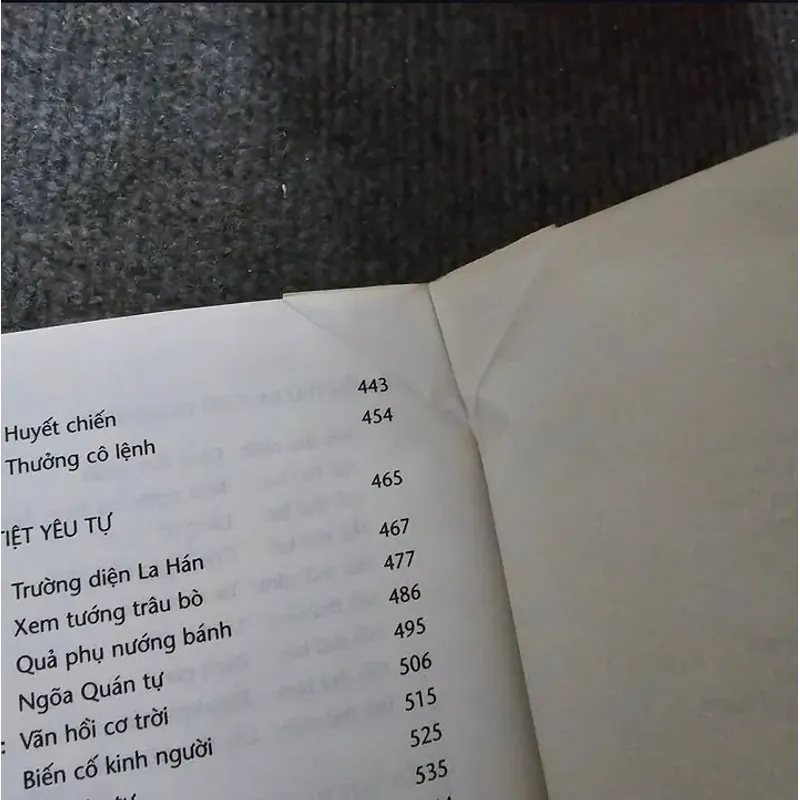 Huyết chiến 443
Thưởng cô lệnh 454
IỆT YÊU TỰ 465
Trường diện La Hán 467
Xem tướng trâu bò 477
Quả phụ nướng bánh 486
Ngõa Quán tự 495
: Vãn hồi cơ trời 506
Biến cố kinh người 515
525
535